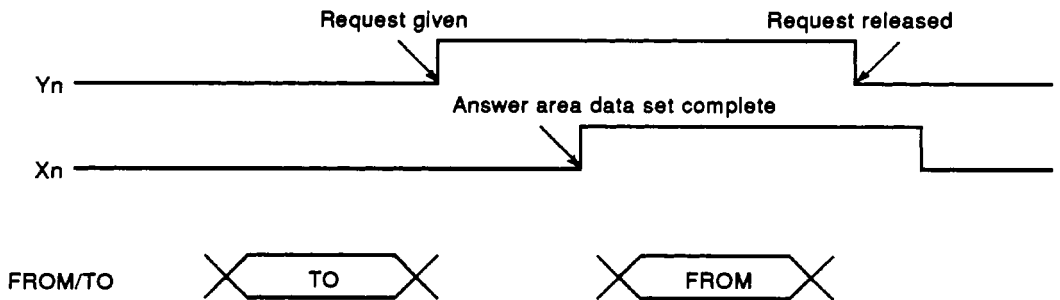 Request given
Request released
Yn
Answer area data set complete
Xn
FROM/TO
TO
FROM